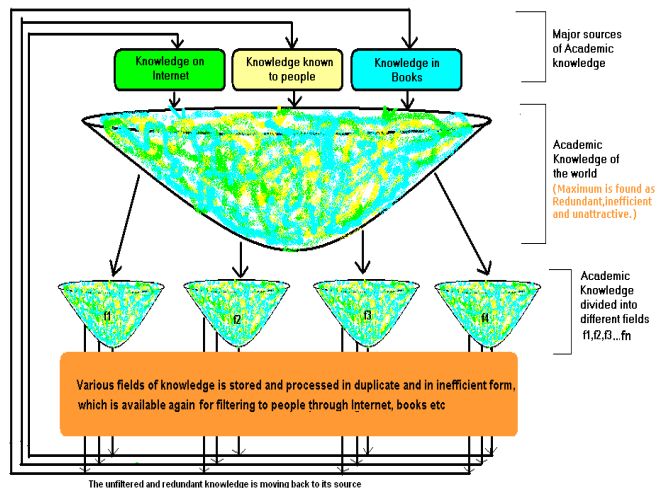 Major sources
of Academic
knowledge
Knowledge on
Internet
Knowledge known
to people
Knowledge in
Books
Academic
Knowledge of
the world
(Maximum is found as
Redundant,inefficient
and unattractive.)
f1
f2
f3
f4
Academic
Knowledge
divided into
different fields
f1,f2,f3...fn
Various fields of knowledge is stored and processed in duplicate and in inefficient form,
which is available again for filtering to people through Internet, books etc
The unfiltered and redundant knowledge is moving back to its source